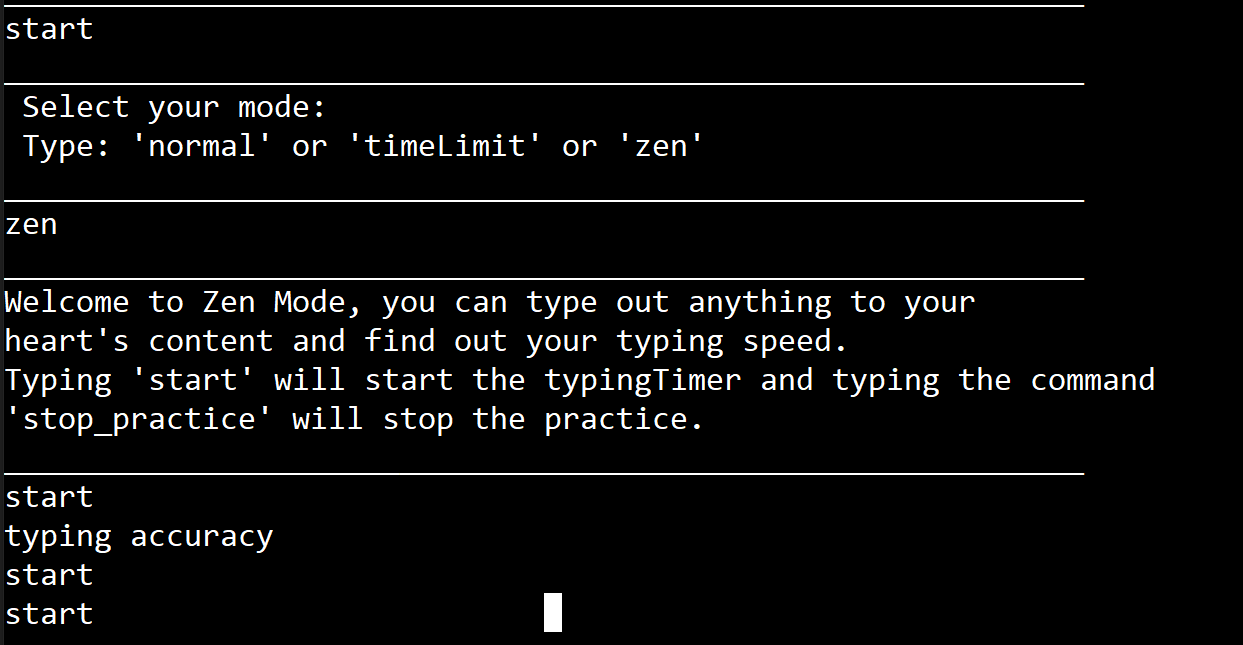 start
Select your mode:
Type: 'normal' or 'timeLimit' or 'zen'
zen
Welcome to Zen Mode, you can type out anything to your
heart's content and find out your typing speed.
Typing 'start' will start the typingTimer and typing the command
'stop_practice' will stop the practice.
start
typing accuracy
start
start